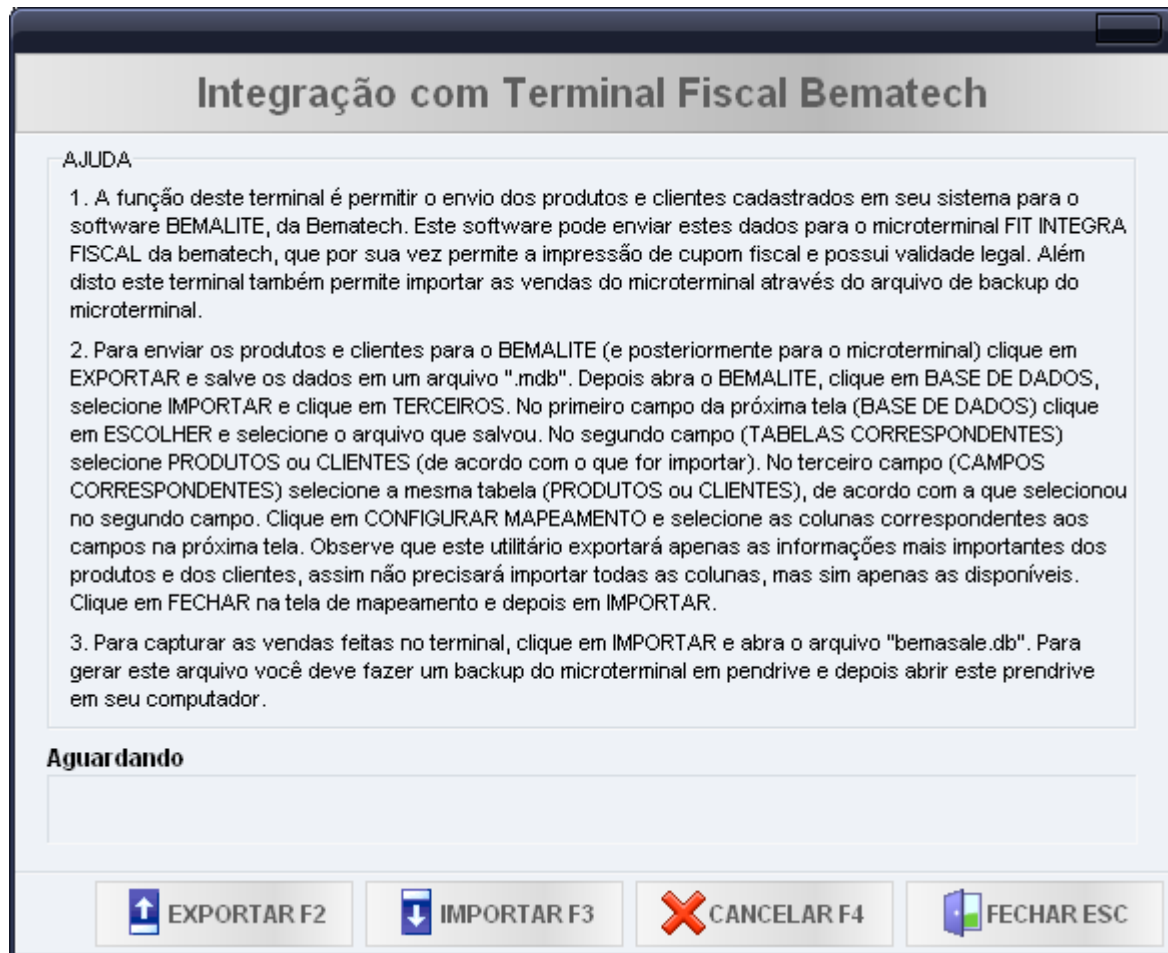 Integração com Terminal Fiscal Bematech
AJUDA
1. A função deste terminal é permitir o envio dos produtos e clientes cadastrados em seu sistema para o
software BEMALITE, da Bematech. Este software pode enviar estes dados para o microterminal FIT INTEGRA
FISCAL da bematech, que por sua vez permite a impressão de cupom fiscal e possui validade legal. Além
disto este terminal também permite importar as vendas do microterminal através do arquivo de backup do
microterminal.
2. Para enviar os produtos e clientes para o BEMALITE (e posteriormente para o microterminal) clique em
EXPORTAR e salve os dados em um arquivo ".mdb". Depois abra o BEMALITE, clique em BASE DE DADOS,
selecione IMPORTAR e clique em TERCEIROS. No primeiro campo da próxima tela (BASE DE DADOS) clique
em ESCOLHER e selecione o arquivo que salvou. No segundo campo (TABELAS CORRESPONDENTES)
selecione PRODUTOS ou CLIENTES (de acordo com o que for importar). No terceiro campo (CAMPOS
CORRESPONDENTES) selecione a mesma tabela (PRODUTOS ou CLIENTES), de acordo com a que selecionou
no segundo campo. Clique em CONFIGURAR MAPEAMENTO e selecione as colunas correspondentes aos
campos na próxima tela. Observe que este utilitário exportará apenas as informações mais importantes dos
produtos e dos clientes, assim não precisará importar todas as colunas, mas sim apenas as disponíveis.
Clique em FECHAR na tela de mapeamento e depois em IMPORTAR.
3. Para capturar as vendas feitas no terminal, clique em IMPORTAR e abra o arquivo "bemasale.db". Para
gerar este arquivo você deve fazer um backup do microterminal em pendrive e depois abrir este prendrive
em seu computador.
Aguardando
EXPORTAR F2
IMPORTAR F3
CANCELAR F4
FECHAR ESC